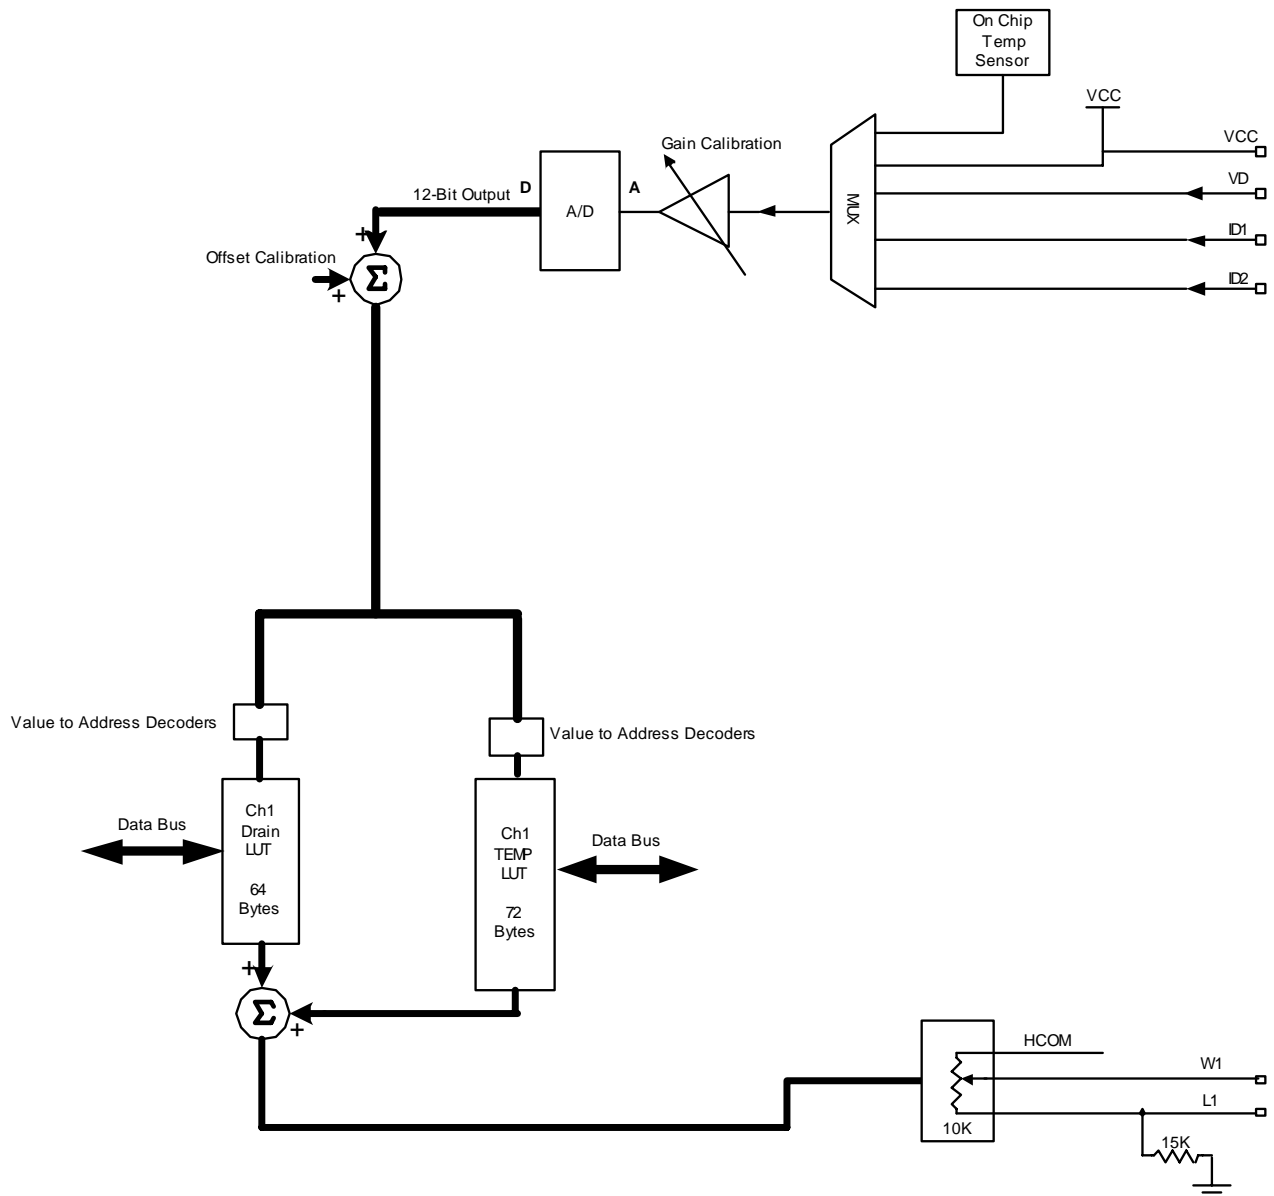 On Chip
Temp
Sensor
VCC
VCC
Gain Calibration
VD
12-Bit Output
D
A
A/D
MUX
ID1
+
Offset Calibration
Σ
+
ID2
Value to Address Decoders
Value to Address Decoders
Ch1
Drain
LUT
64
Bytes
Data Bus
Ch1
TEMP
LUT
72
Bytes
Data Bus
+
Σ
+
HCOM
W1
L1
10K
15K